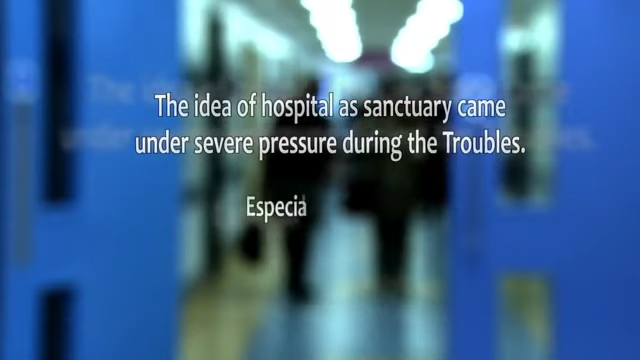 The idea of hospital as sanctuary came
under severe pressure during the Troubles.
Especia